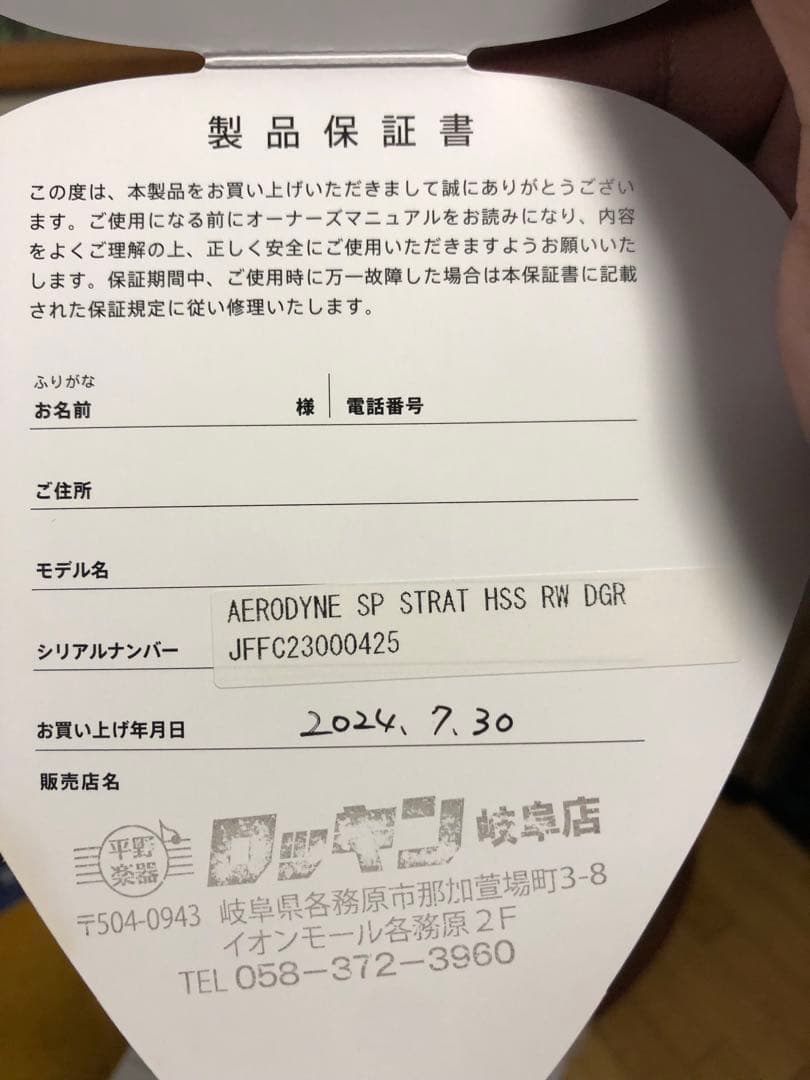 製品保証書
この度は、本製品をお買い上げいただきまして誠にありがとうござい
ます。ご使用になる前にオーナーズマニュアルをお読みになり、内容
をよくご理解の上、正しく安全にご使用いただきますようお願いいた
します。保証期間中、ご使用時に万一故障した場合は本保証書に記載
された保証規定に従い修理いたします。
ふりがな
お名前 様 電話番号
ご住所
モデル名
AERODYNE SP STRAT HSS RW DGR
シリアルナンバー JFFC23000425
お買い上げ年月日 2024、7、30
販売店名
平野楽器 ロッキン 岐阜店
〒504-0943 岐阜県各務原市那加萱場町3-8
イオンモール各務原2F
TEL 058-372-3960